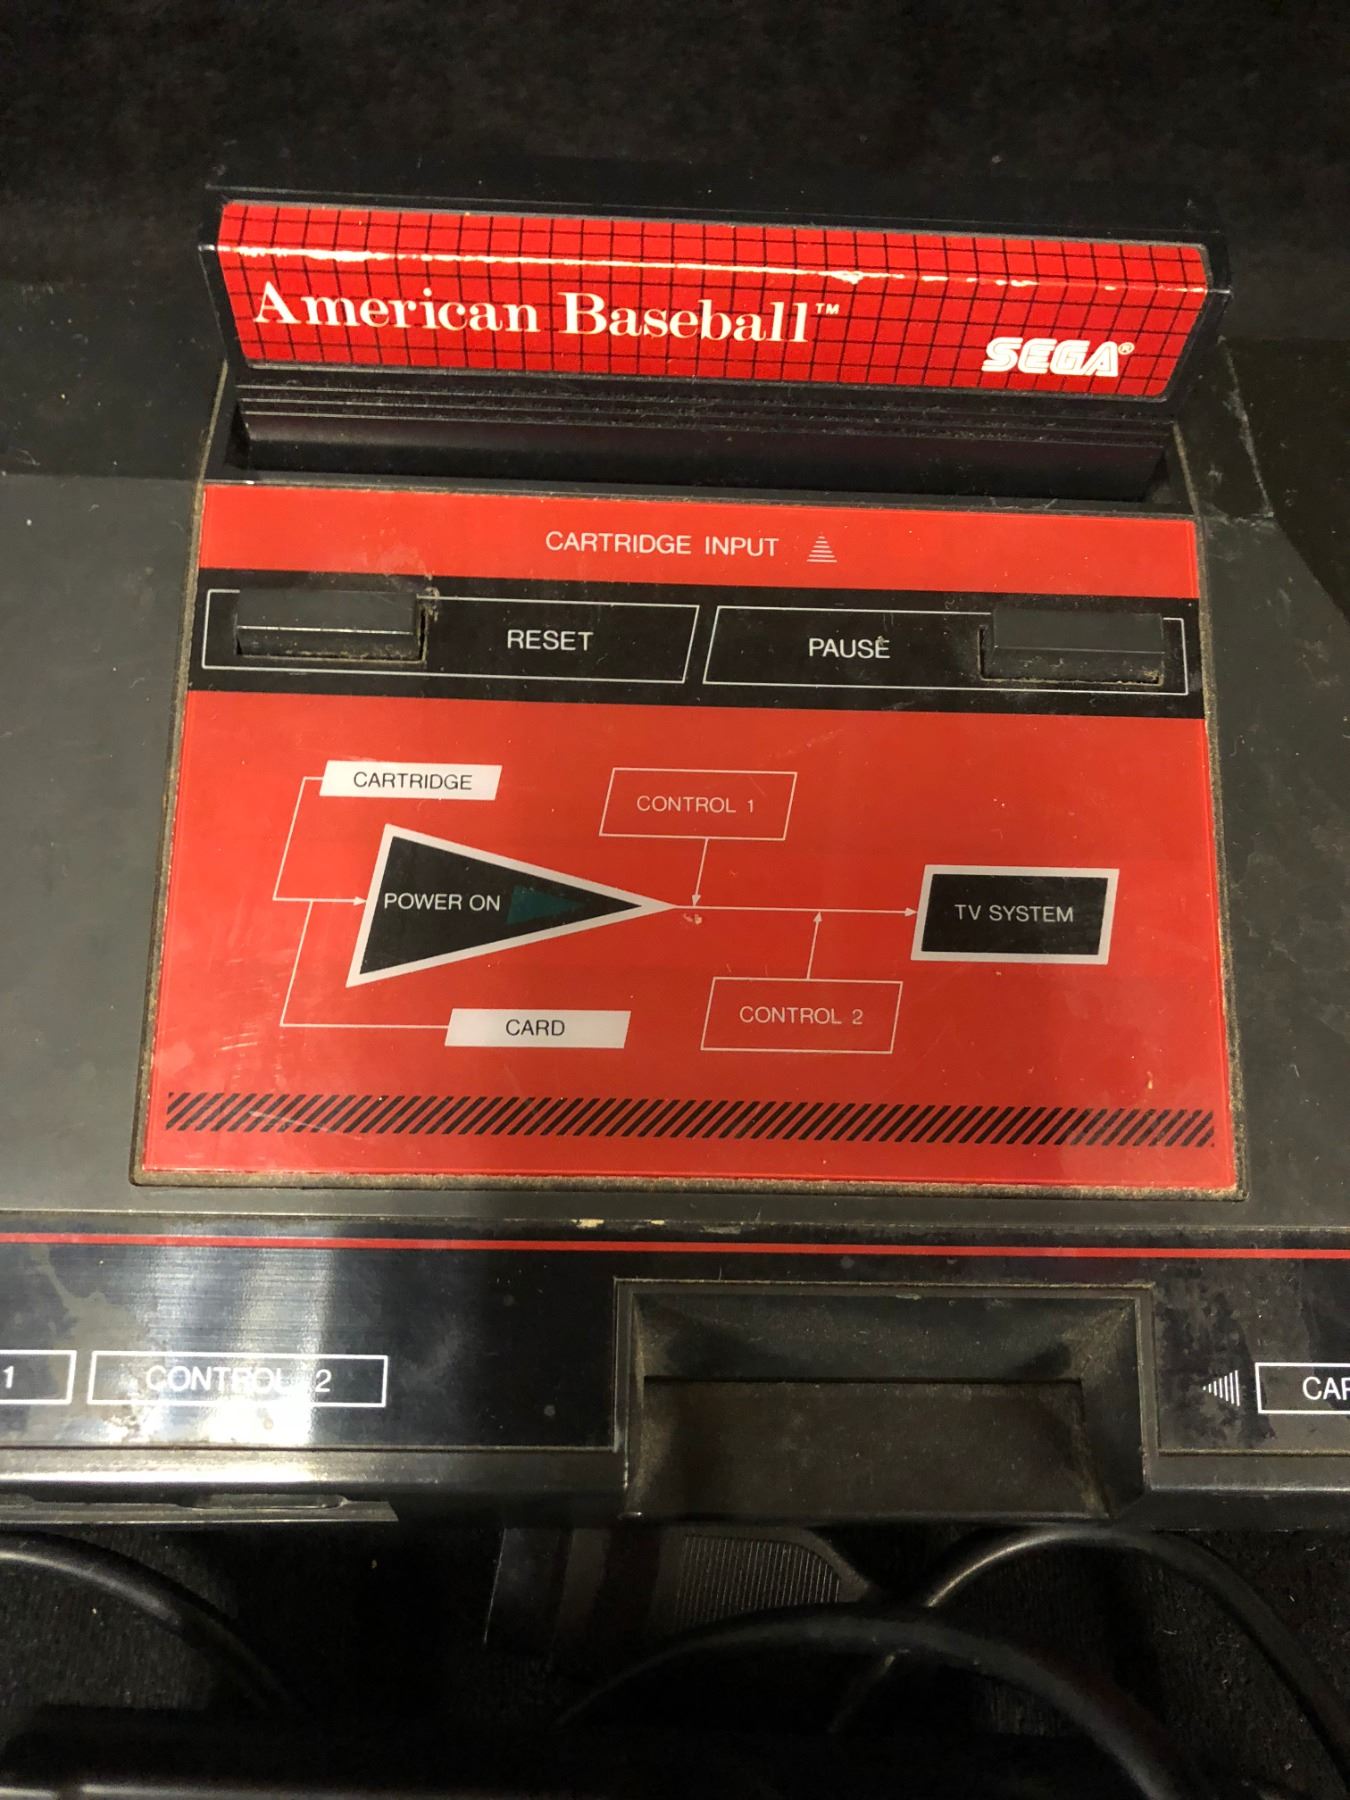 American Baseball™
SEGA®
CARTRIDGE INPUT
RESET
PAUSE
CARTRIDGE
CONTROL 1
POWER ON
TV SYSTEM
CARD
CONTROL 2
1
CONTROL 2